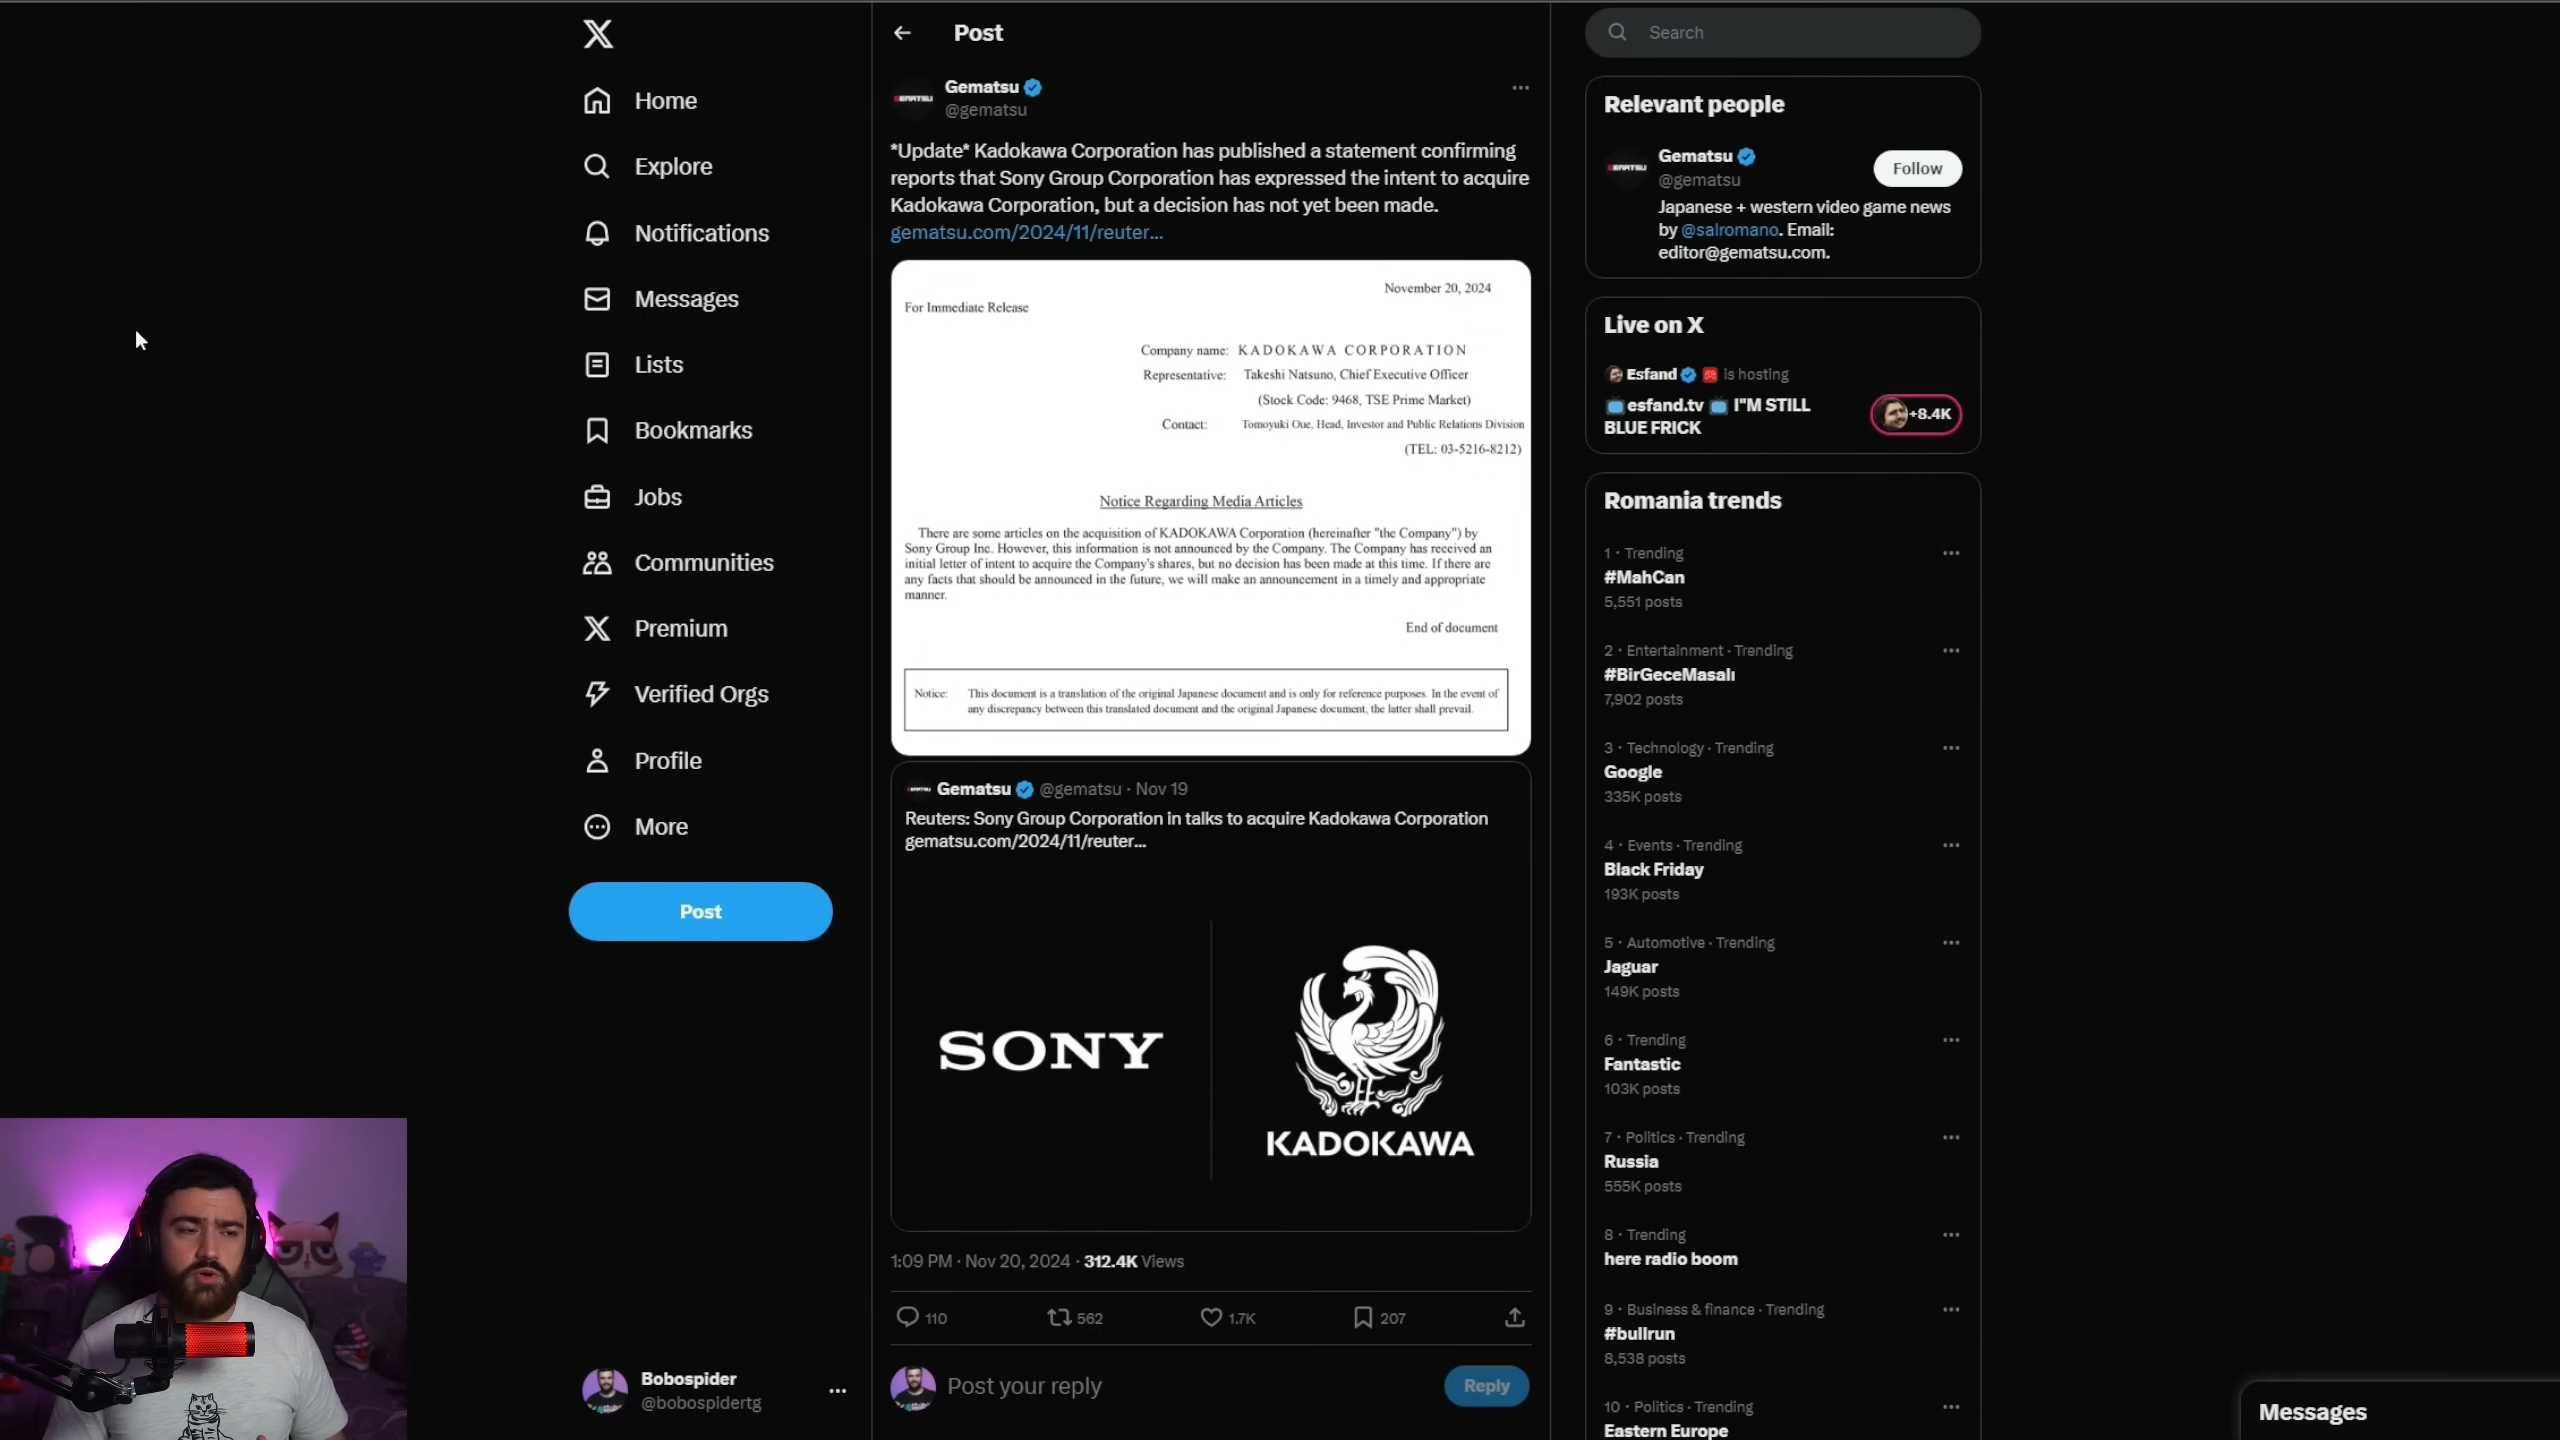 Home
Explore
Notifications
Messages
Lists
Bookmarks
Jobs
Communities
Premium
Verified Orgs
Profile
More
Post
Bobospider
@bobospidertg
Post
Gematsu
@gematsu
*Update* Kadokawa Corporation has published a statement confirming
reports that Sony Group Corporation has expressed the intent to acquire
Kadokawa Corporation, but a decision has not yet been made.
gematsu.com/2024/11/reuter...
November 20, 2024
For Immediate Release
Company name: KADOKAWA CORPORATION
Representative: Takeshi Natsuno, Chief Executive Officer
(Stock Code: 9468, TSE Prime Market)
Contact: Tomoyuki Oue, Head, Investor and Public Relations Division
(TEL: 03-5216-8212)
Notice Regarding Media Articles
There are some articles on the acquisition of KADOKAWA Corporation (hereinafter "the Company") by
Sony Group Inc. However, this information is not announced by the Company. The Company has received an
initial letter of intent to acquire the Company's shares, but no decision has been made at this time. If there are
any facts that should be announced in the future, we will make an announcement in a timely and appropriate
manner.
End of document
Notice: This document is a translation of the original Japanese document and is only for reference purposes. In the event of
any discrepancy between this translated document and the original Japanese document, the latter shall prevail.
Gematsu @gematsu · Nov 19
Reuters: Sony Group Corporation in talks to acquire Kadokawa Corporation
gematsu.com/2024/11/reuter...
SONY
KADOKAWA
1:09 PM · Nov 20, 2024 · 312.4K Views
110 562 1.7K 207
Post your reply
Reply
Search
Relevant people
Gematsu
@gematsu
Follow
Japanese + western video game news
by @salromano. Email:
editor@gematsu.com.
Live on X
Esfand is hosting
esfand.tv I"M STILL
BLUE FRICK
+8.4K
Romania trends
1 · Trending
#MahCan
5,551 posts
2 · Entertainment · Trending
#BirGeceMasalı
7,902 posts
3 · Technology · Trending
Google
335K posts
4 · Events · Trending
Black Friday
193K posts
5 · Automotive · Trending
Jaguar
149K posts
6 · Trending
Fantastic
103K posts
7 · Politics · Trending
Russia
555K posts
8 · Trending
here radio boom
9 · Business & finance · Trending
#bullrun
8,538 posts
10 · Politics · Trending
Eastern Europe
Messages